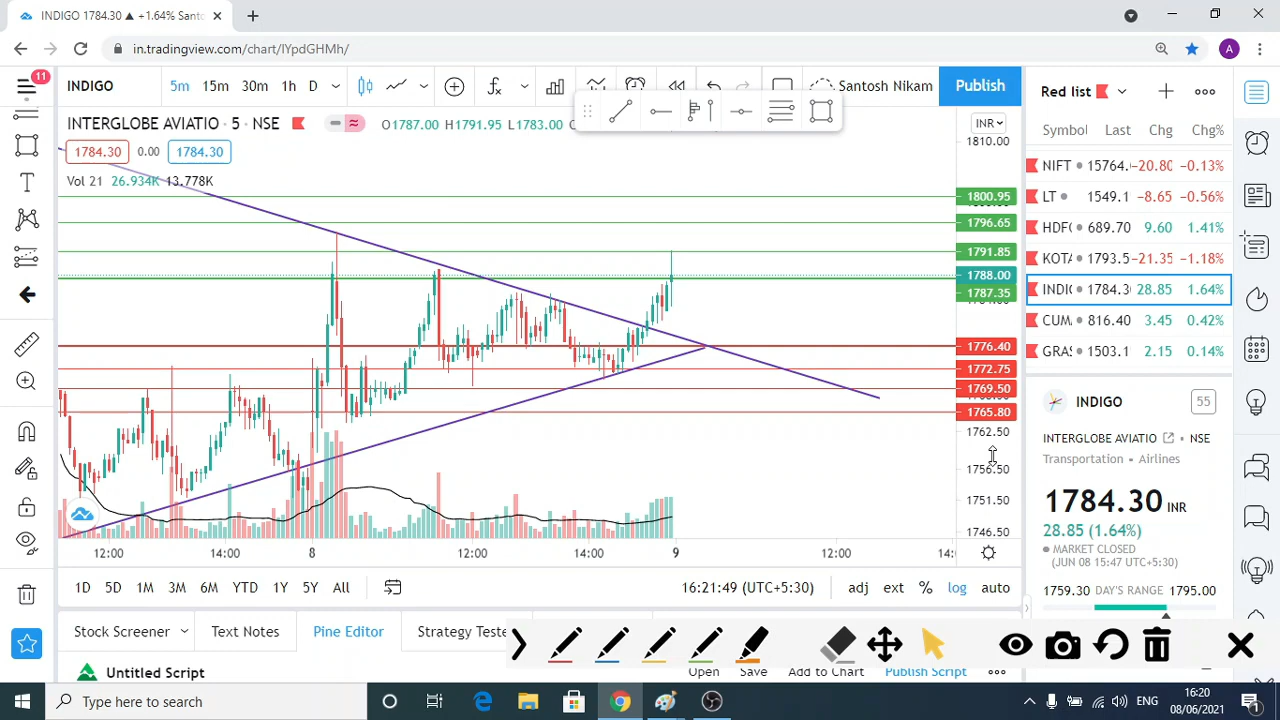 INDIGO 1784.30 ▲ +1.64% Santo
in.tradingview.com/chart/IYpdGHMh/
11
INDIGO 5m 15m 30m 1h D Santosh Nikam Publish
Red list
INTERGLOBE AVIATIO · 5 · NSE O1787.00 H1791.95 L1783.00
INR
Symbol Last Chg Chg%
1784.30 0.00 1784.30
Vol 21 26.934K 13.778K
1810.00
1800.95
1796.65
1791.85
1788.00
1787.35
1776.40
1772.75
1769.50
1765.80
1762.50
1756.50
1751.50
1746.50
NIFT 15764. -20.80 -0.13%
LT 1549.1 -8.65 -0.56%
HDFC 689.70 9.60 1.41%
KOTA 1793.5 -21.35 -1.18%
INDIC 1784.3 28.85 1.64%
CUM. 816.40 3.45 0.42%
GRAS 1503.1 2.15 0.14%
INDIGO 55
INTERGLOBE AVIATIO • NSE
Transportation • Airlines
1784.30 INR
28.85 (1.64%)
MARKET CLOSED
(JUN 08 15:47 UTC+5:30)
1759.30 DAY'S RANGE 1795.00
12:00 14:00 8 12:00 14:00 9 12:00 14:
1D 5D 1M 3M 6M YTD 1Y 5Y All 16:21:49 (UTC+5:30) adj ext % log auto
Stock Screener Text Notes Pine Editor Strategy Teste
Untitled Script Open Save Add to Chart Publish Script
Type here to search
ENG
16:20
08/06/2021
1
A